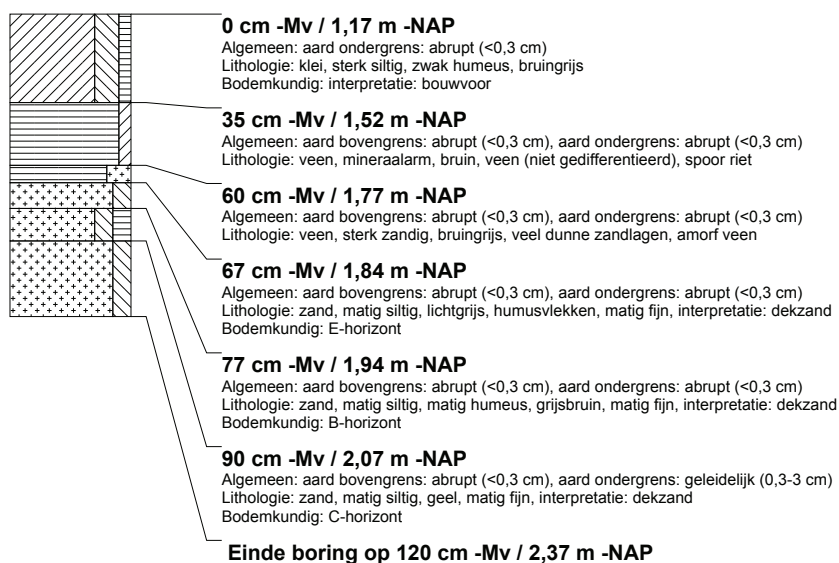 0 cm -Mv / 1,17 m -NAP
Algemeen: aard ondergrens: abrupt (<0,3 cm)
Lithologie: klei, sterk siltig, zwak humeus, bruingrijs
Bodemkundig: interpretatie: bouwvoor
35 cm -Mv / 1,52 m -NAP
Algemeen: aard bovengrens: abrupt (<0,3 cm), aard ondergrens: abrupt (<0,3 cm)
Lithologie: veen, mineraalarm, bruin, veen (niet gedifferentieerd), spoor riet
60 cm -Mv / 1,77 m -NAP
Algemeen: aard bovengrens: abrupt (<0,3 cm), aard ondergrens: abrupt (<0,3 cm)
Lithologie: veen, sterk zandig, bruingrijs, veel dunne zandlagen, amorf veen
67 cm -Mv / 1,84 m -NAP
Algemeen: aard bovengrens: abrupt (<0,3 cm), aard ondergrens: abrupt (<0,3 cm)
Lithologie: zand, matig siltig, lichtgrijs, humusvlekken, matig fijn, interpretatie: dekzand
Bodemkundig: E-horizont
77 cm -Mv / 1,94 m -NAP
Algemeen: aard bovengrens: abrupt (<0,3 cm), aard ondergrens: abrupt (<0,3 cm)
Lithologie: zand, matig siltig, matig humeus, grijsbruin, matig fijn, interpretatie: dekzand
Bodemkundig: B-horizont
90 cm -Mv / 2,07 m -NAP
Algemeen: aard bovengrens: abrupt (<0,3 cm), aard ondergrens: geleidelijk (0,3-3 cm)
Lithologie: zand, matig siltig, geel, matig fijn, interpretatie: dekzand
Bodemkundig: C-horizont
Einde boring op 120 cm -Mv / 2,37 m -NAP